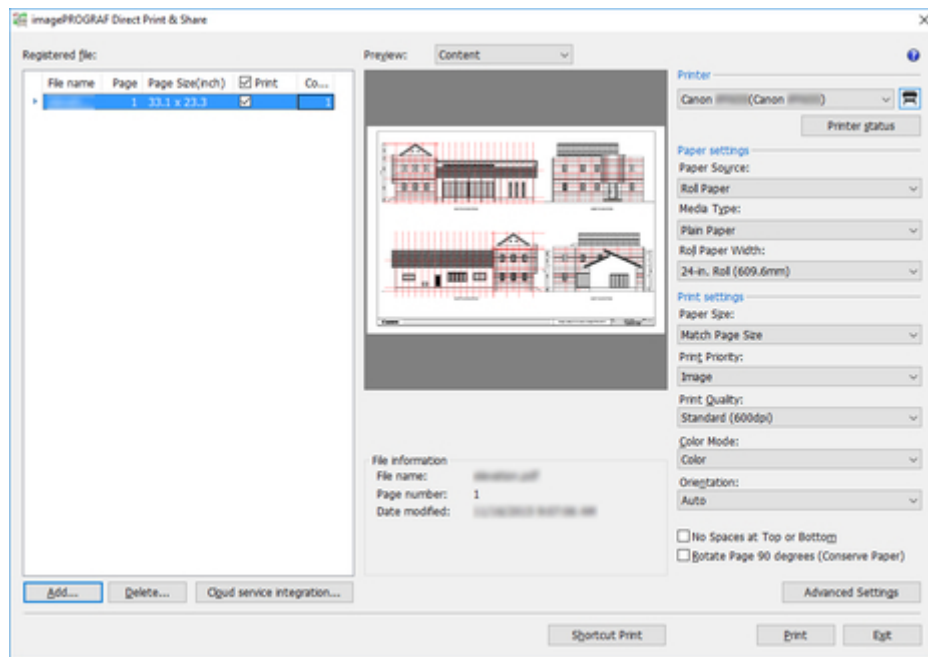 imagePROGRAF Direct Print & Share
Registered file:
File name Page Page Size(inch) Print Co...
1 33.1 x 23.3 1
Add... Delete... Cloud service integration...
Preview: Content
Canon
File information
File name:
Page number: 1
Date modified:
Printer
Canon (Canon )
Printer status
Paper settings
Paper Source:
Roll Paper
Media Type:
Plain Paper
Roll Paper Width:
24-in. Roll (609.6mm)
Print settings
Paper Size:
Match Page Size
Print Priority:
Image
Print Quality:
Standard (600dpi)
Color Mode:
Color
Orientation:
Auto
No Spaces at Top or Bottom
Rotate Page 90 degrees (Conserve Paper)
Advanced Settings
Shortcut Print Print Exit